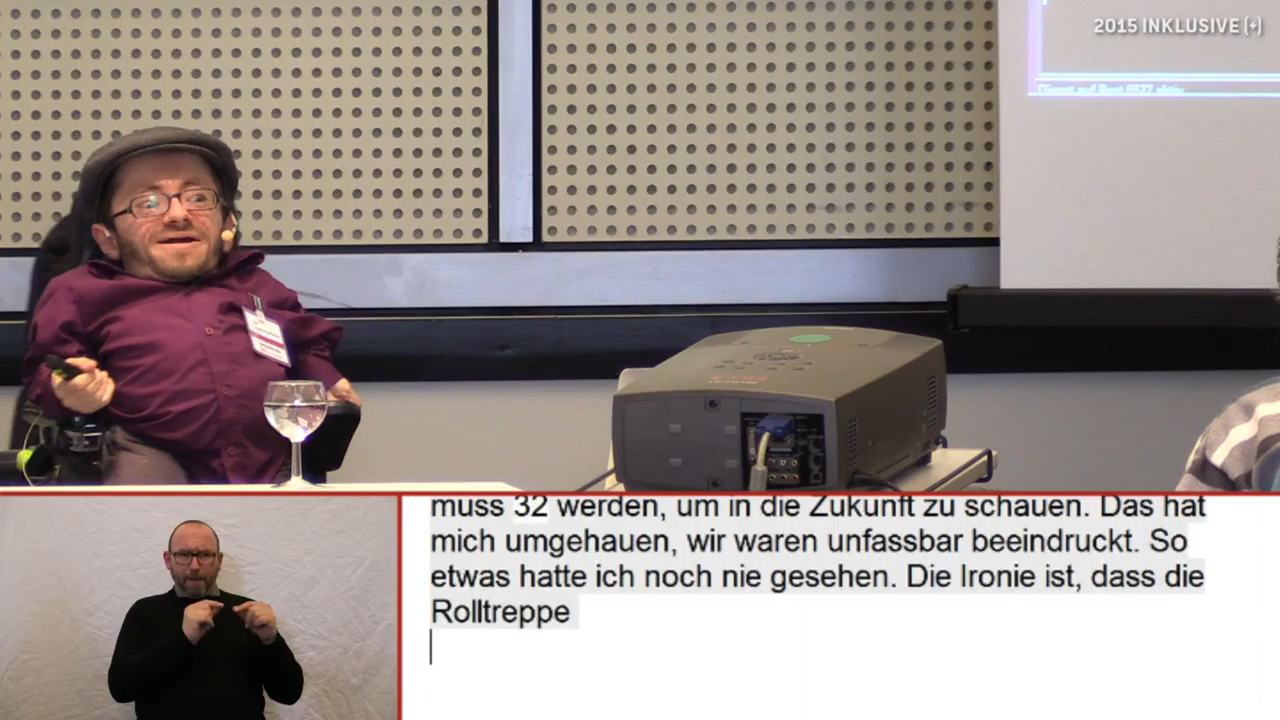 2015 INKLUSIVE [+]
muss 32 werden, um in die Zukunft zu schauen. Das hat
mich umgehauen, wir waren unfassbar beeindruckt. So
etwas hatte ich noch nie gesehen. Die Ironie ist, dass die
Rolltreppe